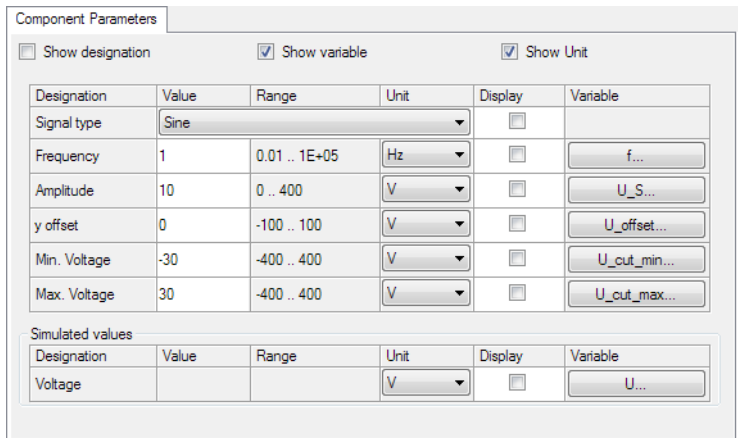 Component Parameters
Show designation Show variable Show Unit
Designation Value Range Unit Display Variable
Signal type Sine
Frequency 1 0.01 .. 1E+05 Hz f...
Amplitude 10 0 .. 400 V U_S...
y offset 0 -100 .. 100 V U_offset...
Min. Voltage -30 -400 .. 400 V U_cut_min...
Max. Voltage 30 -400 .. 400 V U_cut_max...
Simulated values
Designation Value Range Unit Display Variable
Voltage V U...